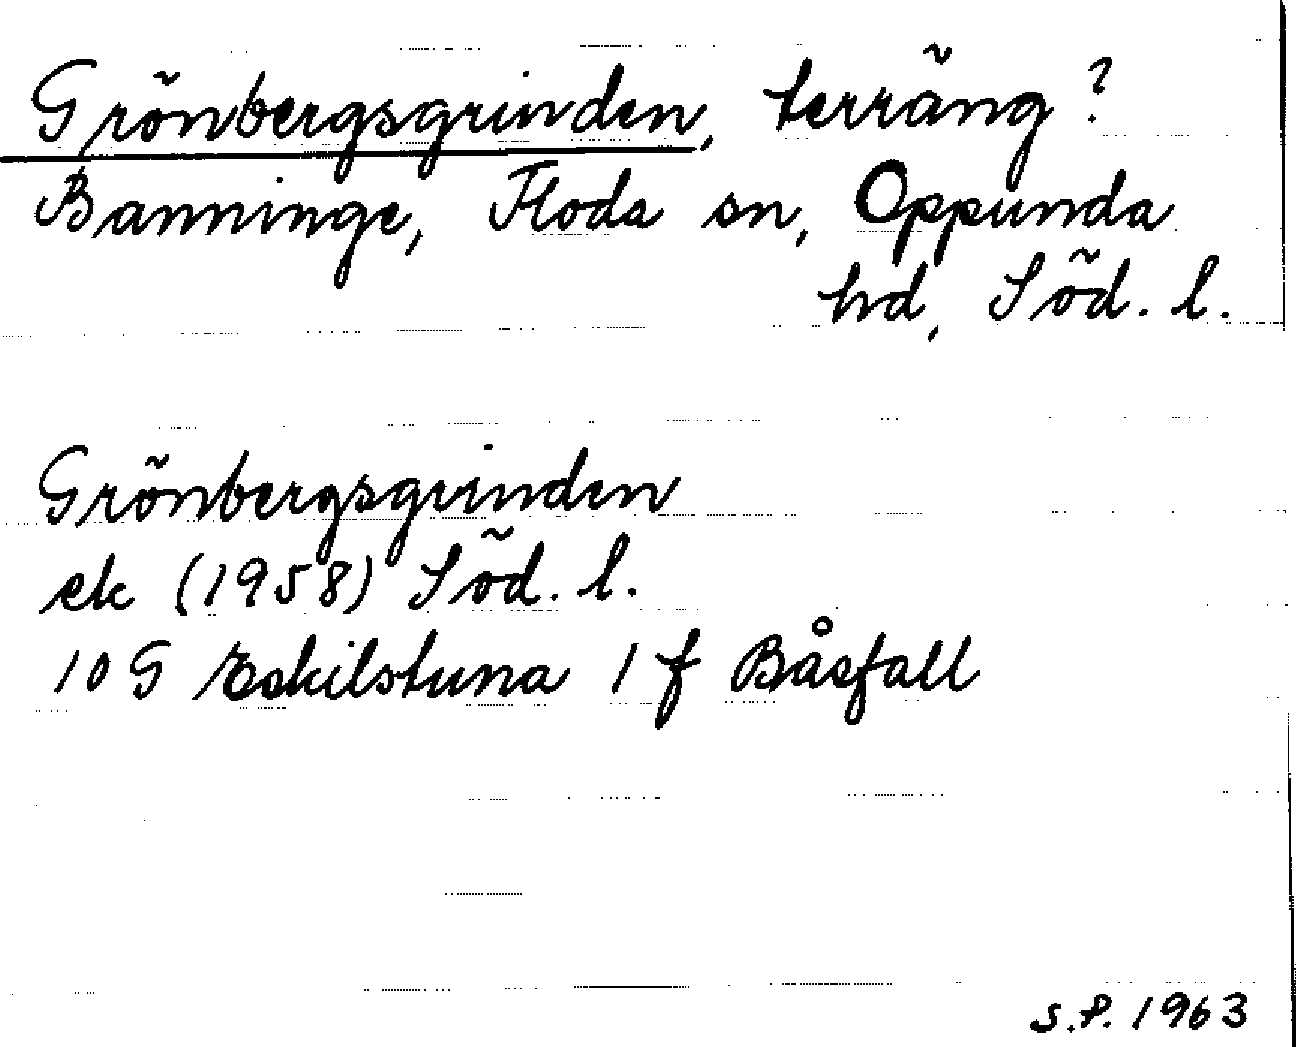 Grönbergsgrinden, terräng?
Banninge, Floda sn, Oppunda
hd, Söd. l.
Grönbergsgrinden
ek (1958) Söd. l.
10 G Eskilstuna 1 f Båsfall
S.P. 1963